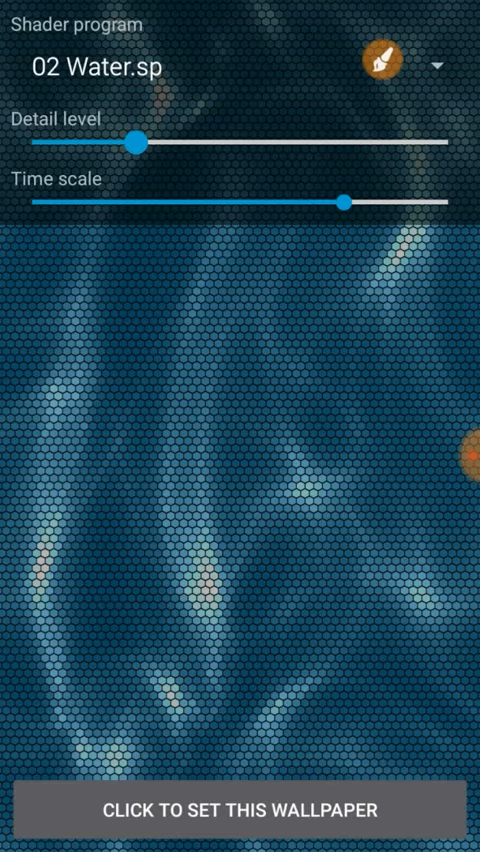 Shader program
02 Water.sp
Detail level
Time scale
CLICK TO SET THIS WALLPAPER